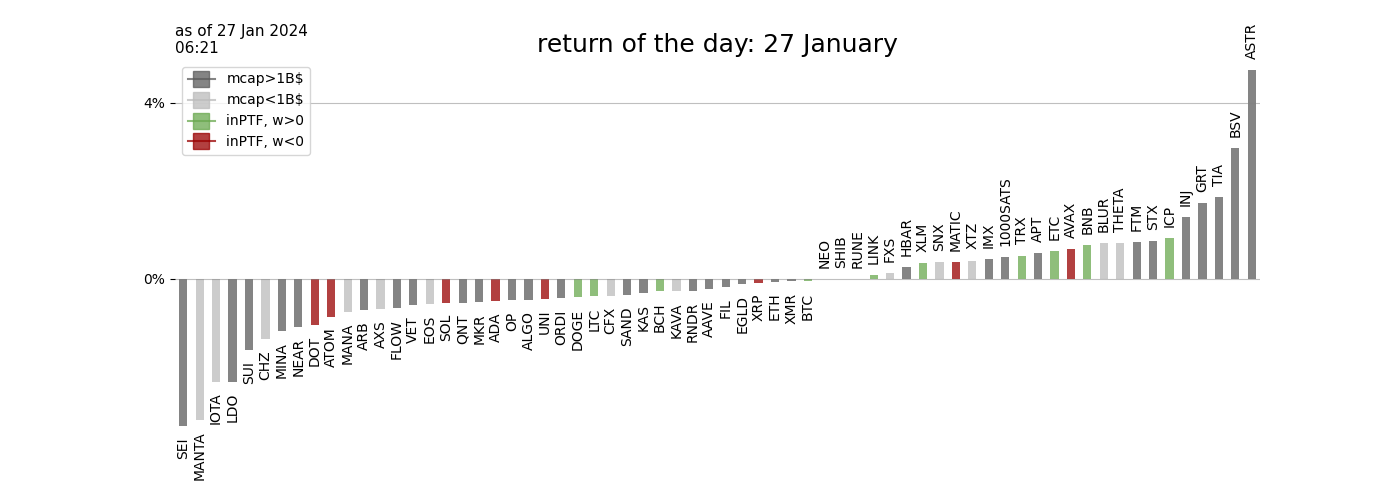 as of 27 Jan 2024
06:21
return of the day: 27 January
mcap>1B$
mcap<1B$
inPTF, w>0
inPTF, w<0
4%
0%
SEI
MANTA
IOTA
LDO
SUI
CHZ
MINA
NEAR
DOT
ATOM
MANA
ARB
AXS
FLOW
VET
EOS
SOL
QNT
MKR
ADA
OP
ALGO
UNI
ORDI
DOGE
LTC
CFX
SAND
KAS
BCH
KAVA
RNDR
AAVE
FIL
EGLD
XRP
ETH
XMR
BTC
NEO
SHIB
RUNE
LINK
FXS
HBAR
XLM
SNX
MATIC
XTZ
IMX
1000SATS
TRX
APT
ETC
AVAX
BNB
BLUR
THETA
FTM
STX
ICP
INJ
GRT
TIA
BSV
ASTR